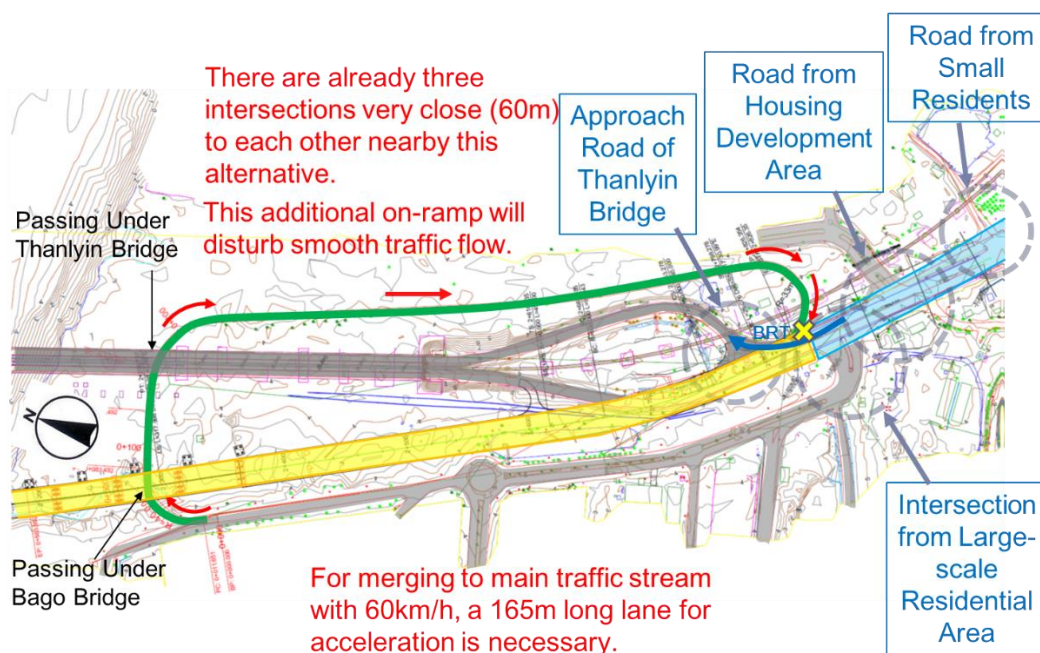 There are already three
intersections very close (60m)
to each other nearby this
alternative.
This additional on-ramp will
disturb smooth traffic flow.
Approach
Road of
Thanlyin
Bridge
Road from
Housing
Development
Area
Road from
Small
Residents
Passing Under
Thanlyin Bridge
BRT
N
Passing Under
Bago Bridge
For merging to main traffic stream
with 60km/h, a 165m long lane for
acceleration is necessary.
Intersection
from Large-
scale
Residential
Area